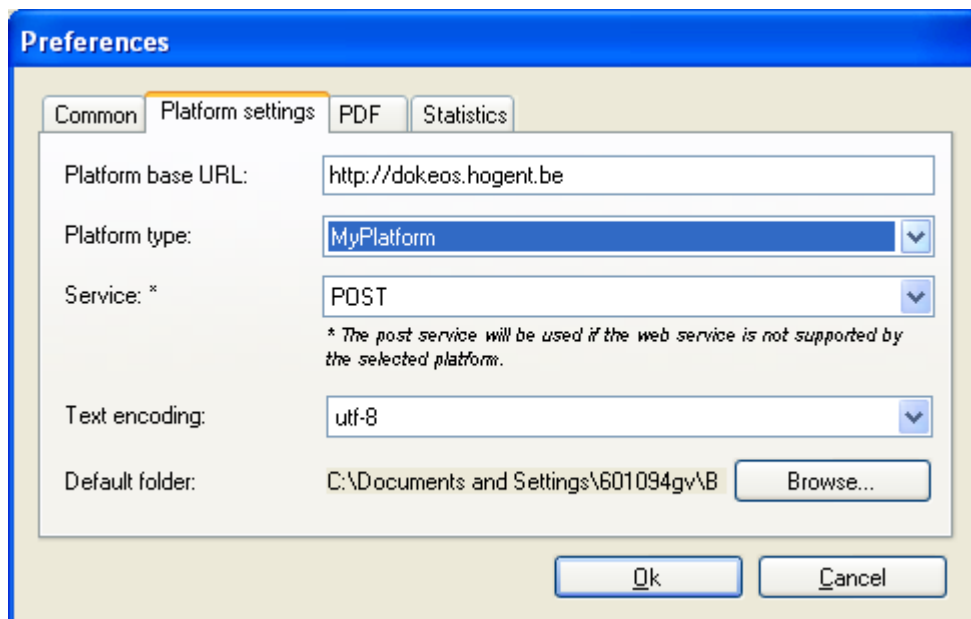 Preferences
Common Platform settings PDF Statistics
Platform base URL: http://dokeos.hogent.be
Platform type: MyPlatform
Service: * POST
* The post service will be used if the web service is not supported by
the selected platform.
Text encoding: utf-8
Default folder: C:\Documents and Settings\601094gv\B Browse...
Ok Cancel